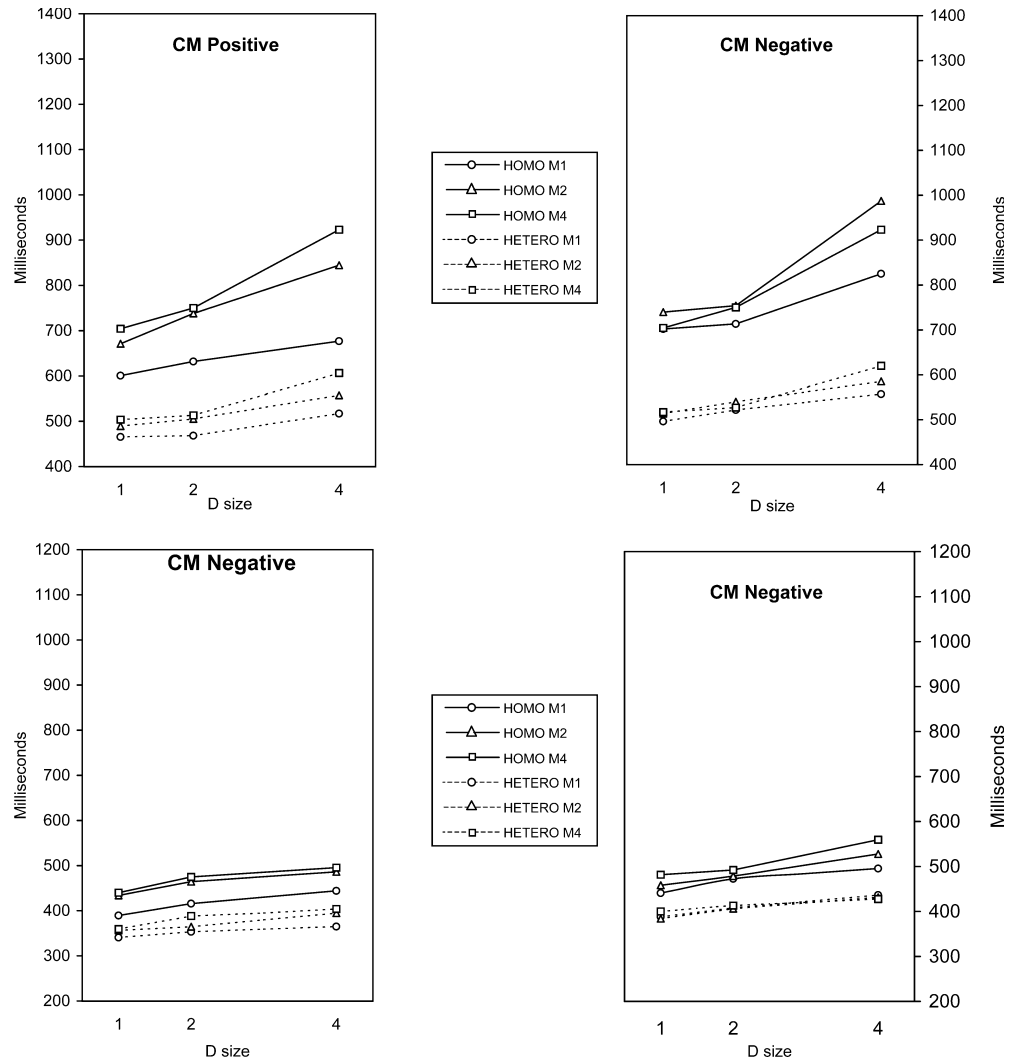 CM Positive
Milliseconds
1400
1300
1200
1100
1000
900
800
700
600
500
400
1
2
4
D size
HOMO M1
HOMO M2
HOMO M4
HETERO M1
HETERO M2
HETERO M4
CM Negative
1400
1300
1200
1100
1000
900
800
700
600
500
400
Milliseconds
1
2
4
D size
CM Negative
Milliseconds
1200
1100
1000
900
800
700
600
500
400
300
200
1
2
4
D size
HOMO M1
HOMO M2
HOMO M4
HETERO M1
HETERO M2
HETERO M4
CM Negative
1200
1100
1000
900
800
700
600
500
400
300
200
Milliseconds
1
2
4
D size